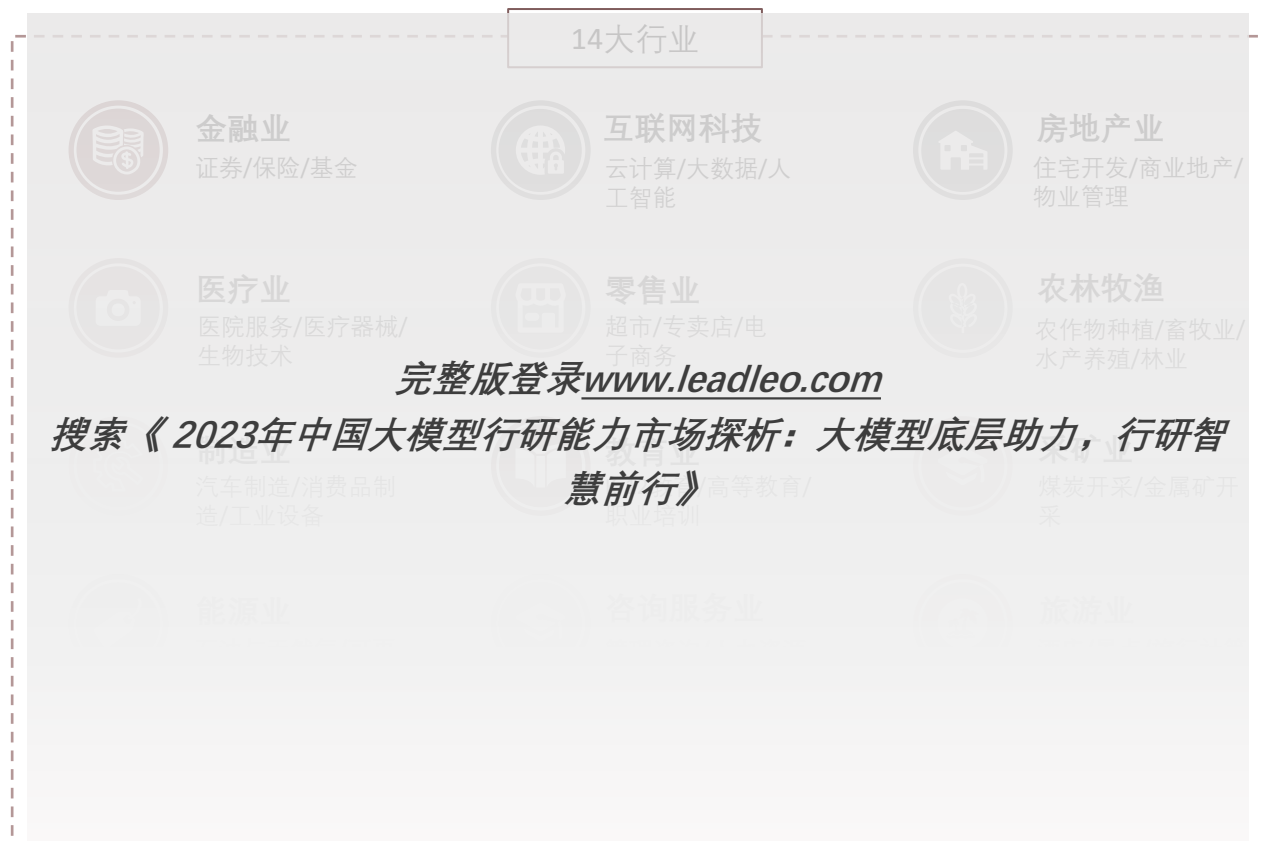 14大行业
金融业
证券/保险/基金
互联网科技
云计算/大数据/人
工智能
房地产业
住宅开发/商业地产/
物业管理
医疗业
医院服务/医疗器械/
生物技术
零售业
超市/专卖店/电
子商务
农林牧渔
农作物种植/畜牧业/
水产养殖/林业
完整版登录www.leadleo.com
搜索《 2023年中国大模型行研能力市场探析：大模型底层助力，行研智
慧前行》
制造业
汽车制造/消费品制
造/工业设备
教育业
/高等教育/
职业培训
采矿业
煤炭开采/金属矿开
采
能源业
咨询服务业
旅游业